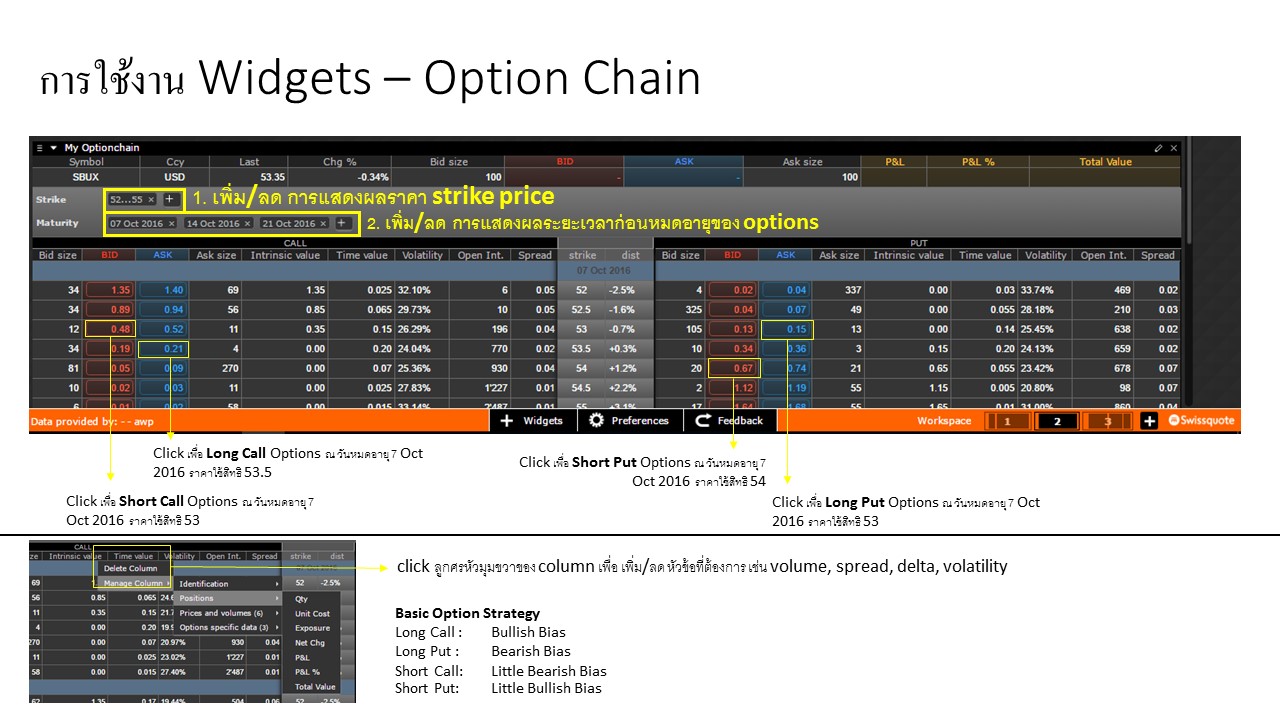 การใช้งาน Widgets – Option Chain
My Optionchain
Symbol Ccy Last Chg % Bid size BID ASK Ask size P&L P&L % Total Value
SBUX USD 53.35 -0.34% 100 - - 100
Strike 52...55 × + 1. เพิ่ม/ลด การแสดงผลราคา strike price
Maturity 07 Oct 2016 × 14 Oct 2016 × 21 Oct 2016 × + 2. เพิ่ม/ลด การแสดงผลระยะเวลาก่อนหมดอายุของ options
CALL PUT
Bid size BID ASK Ask size Intrinsic value Time value Volatility Open Int. Spread strike dist Bid size BID ASK Ask size Intrinsic value Time value Volatility Open Int. Spread
07 Oct 2016
34 1.35 1.40 69 1.35 0.025 32.10% 6 0.05 52 -2.5% 4 0.02 0.04 337 0.00 0.03 33.74% 469 0.02
34 0.89 0.94 56 0.85 0.065 29.73% 10 0.05 52.5 -1.6% 325 0.04 0.07 49 0.00 0.055 28.18% 210 0.03
12 0.48 0.52 11 0.35 0.15 26.29% 196 0.04 53 -0.7% 105 0.13 0.15 13 0.00 0.14 25.45% 638 0.02
34 0.19 0.21 4 0.00 0.20 24.04% 770 0.02 53.5 +0.3% 10 0.34 0.36 3 0.15 0.20 24.13% 659 0.02
81 0.05 0.09 270 0.00 0.07 25.36% 930 0.04 54 +1.2% 20 0.67 0.74 21 0.65 0.055 23.42% 678 0.07
10 0.02 0.03 11 0.00 0.025 27.83% 1'227 0.01 54.5 +2.2% 2 1.12 1.19 55 1.15 0.005 20.80% 98 0.07
6 0.01 0.02 58 0.00 0.015 33.14% 2'487 0.01 55 +3.1% 17 1.64 1.68 55 1.65 0.01 31.00% 860 0.04
Data provided by: - - awp + Widgets Preferences Feedback Workspace 1 2 3 + Swissquote
Click เพื่อ Long Call Options ณ วันหมดอายุ 7 Oct
2016 ราคาใช้สิทธิ 53.5
Click เพื่อ Short Call Options ณ วันหมดอายุ 7
Oct 2016 ราคาใช้สิทธิ 53
Click เพื่อ Short Put Options ณ วันหมดอายุ 7
Oct 2016 ราคาใช้สิทธิ 54
Click เพื่อ Long Put Options ณ วันหมดอายุ 7 Oct
2016 ราคาใช้สิทธิ 53
CALL
ze Intrinsic value Time value Volatility Open Int. Spread strike dist
Delete Column
69 Manage Column Identification 52 -2.5%
56 0.85 0.065 24.6 Positions Qty
11 0.35 0.15 21.7 Prices and volumes (6) Unit Cost
4 0.00 0.20 19.9 Options specific data (3) Exposure
270 0.00 0.07 20.97% 930 0.04 Net Chg
11 0.00 0.025 23.02% 1'227 0.01 P&L
58 0.00 0.015 27.40% 2'487 0.01 P&L %
Total Value
62 1.35 0.17 19.44% 504 0.06 52 -2.5%
click ลูกศรหัวมุมขวาของ column เพื่อ เพิ่ม/ลด หัวข้อที่ต้องการ เช่น volume, spread, delta, volatility
Basic Option Strategy
Long Call : Bullish Bias
Long Put : Bearish Bias
Short Call: Little Bearish Bias
Short Put: Little Bullish Bias